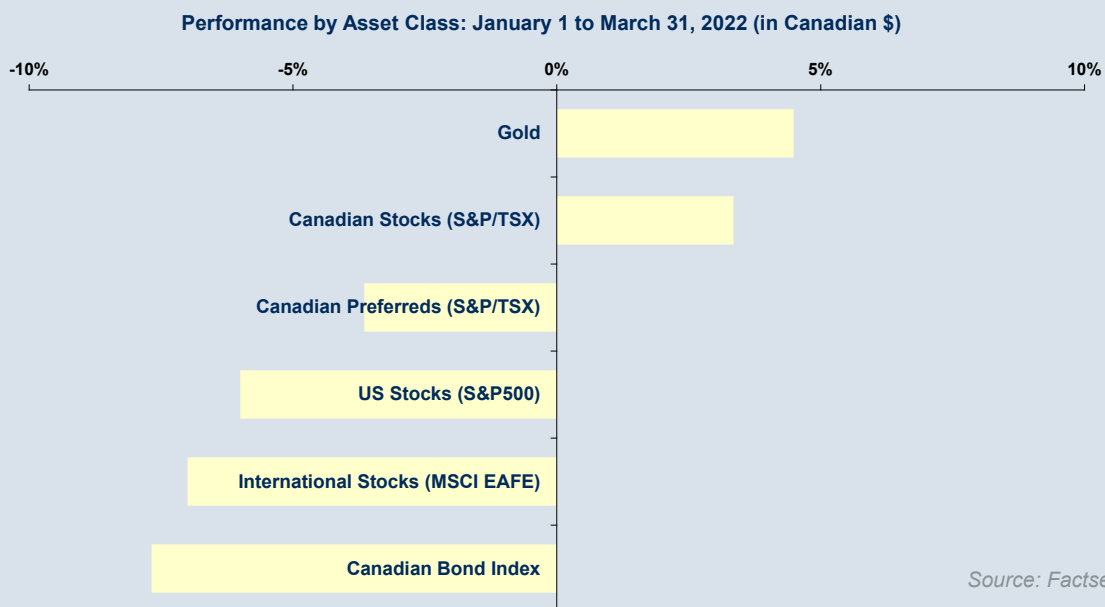 Performance by Asset Class: January 1 to March 31, 2022 (in Canadian $)
-10% -5% 0% 5% 10%
Gold
Canadian Stocks (S&P/TSX)
Canadian Preferreds (S&P/TSX)
US Stocks (S&P500)
International Stocks (MSCI EAFE)
Canadian Bond Index
Source: Factse